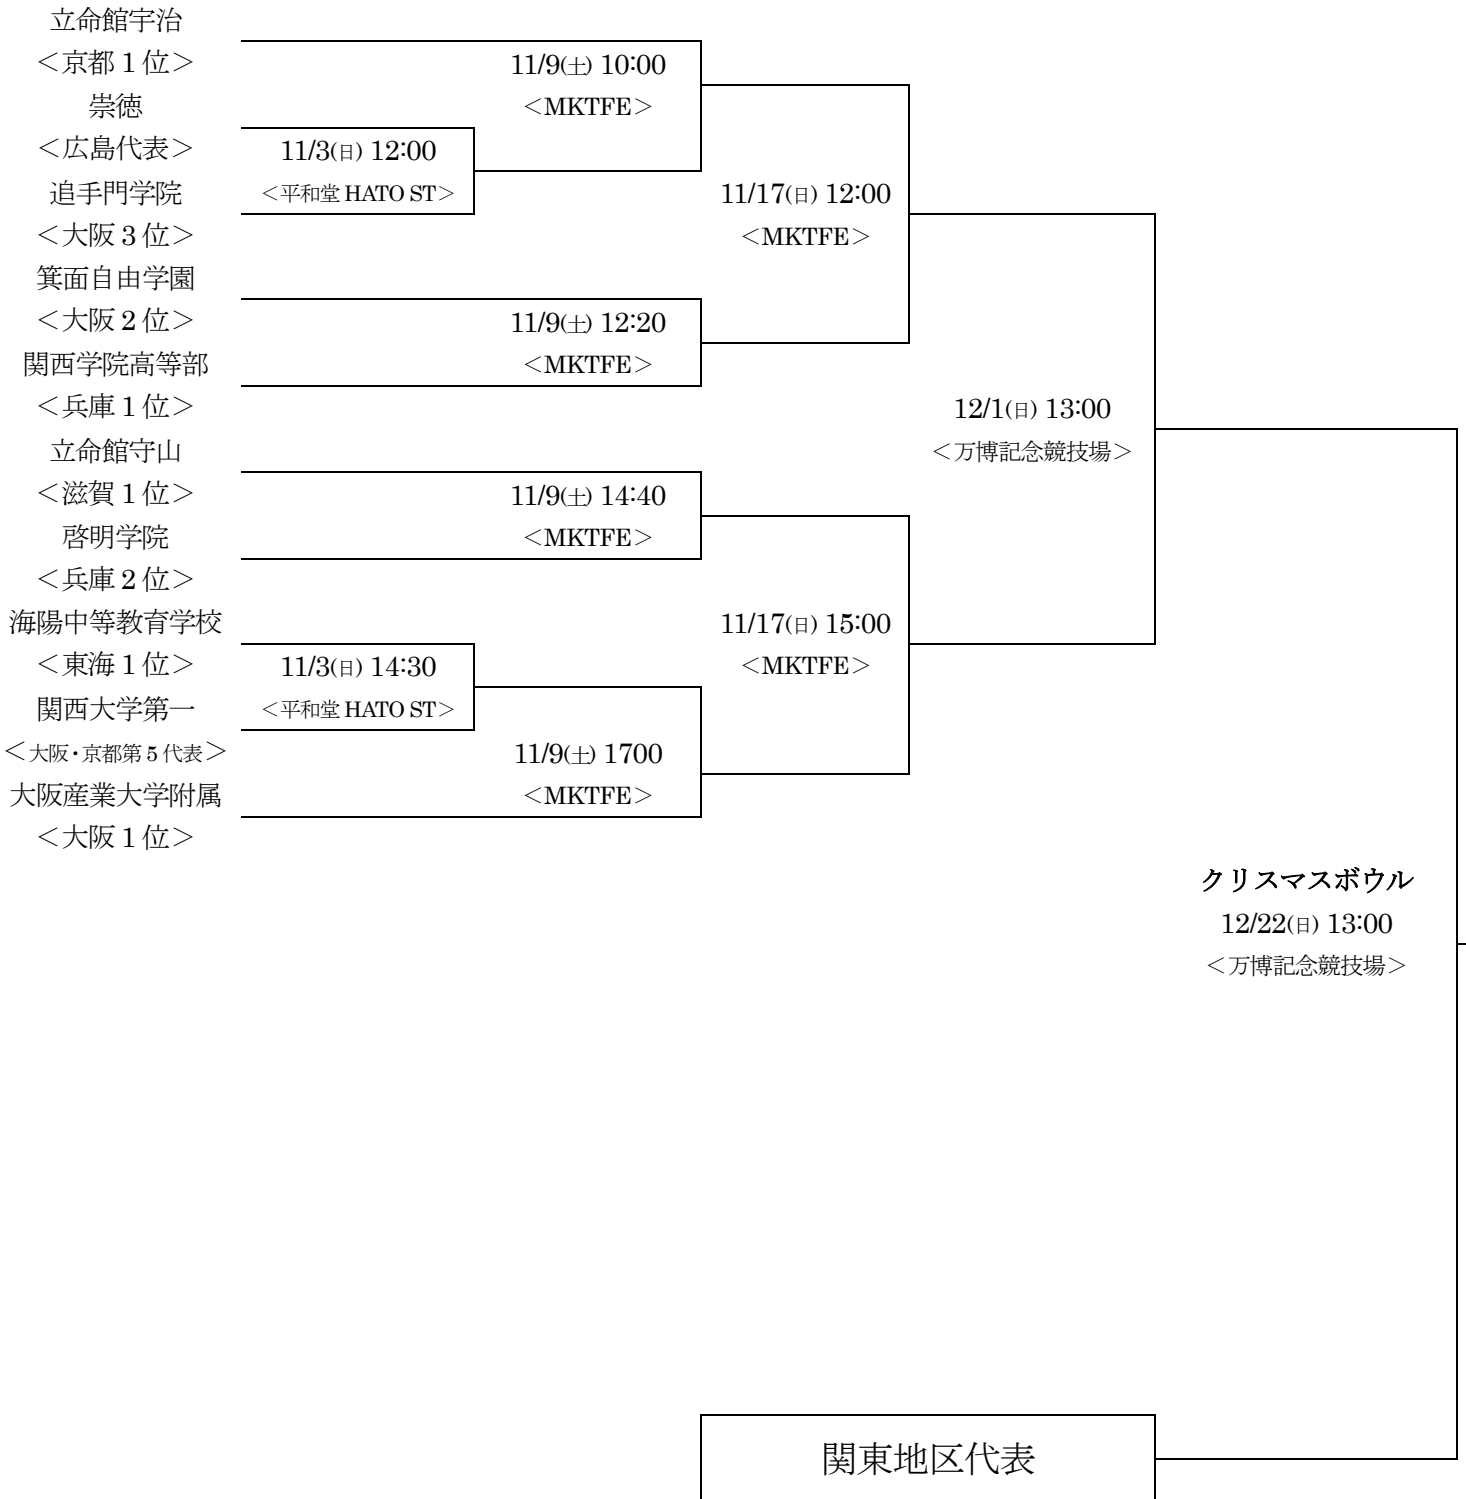 立命館宇治
＜京都１位＞
崇徳
＜広島代表＞
追手門学院
＜大阪３位＞
箕面自由学園
＜大阪２位＞
関西学院高等部
＜兵庫１位＞
立命館守山
＜滋賀１位＞
啓明学院
＜兵庫２位＞
海陽中等教育学校
＜東海１位＞
関西大学第一
＜大阪・京都第５代表＞
大阪産業大学附属
＜大阪１位＞
11/3(日) 12:00
＜平和堂 HATO ST＞
11/3(日) 14:30
＜平和堂 HATO ST＞
11/9(土) 10:00
＜MKTFE＞
11/9(土) 12:20
＜MKTFE＞
11/9(土) 14:40
＜MKTFE＞
11/9(土) 1700
＜MKTFE＞
11/17(日) 12:00
＜MKTFE＞
11/17(日) 15:00
＜MKTFE＞
12/1(日) 13:00
＜万博記念競技場＞
クリスマスボウル
12/22(日) 13:00
＜万博記念競技場＞
関東地区代表